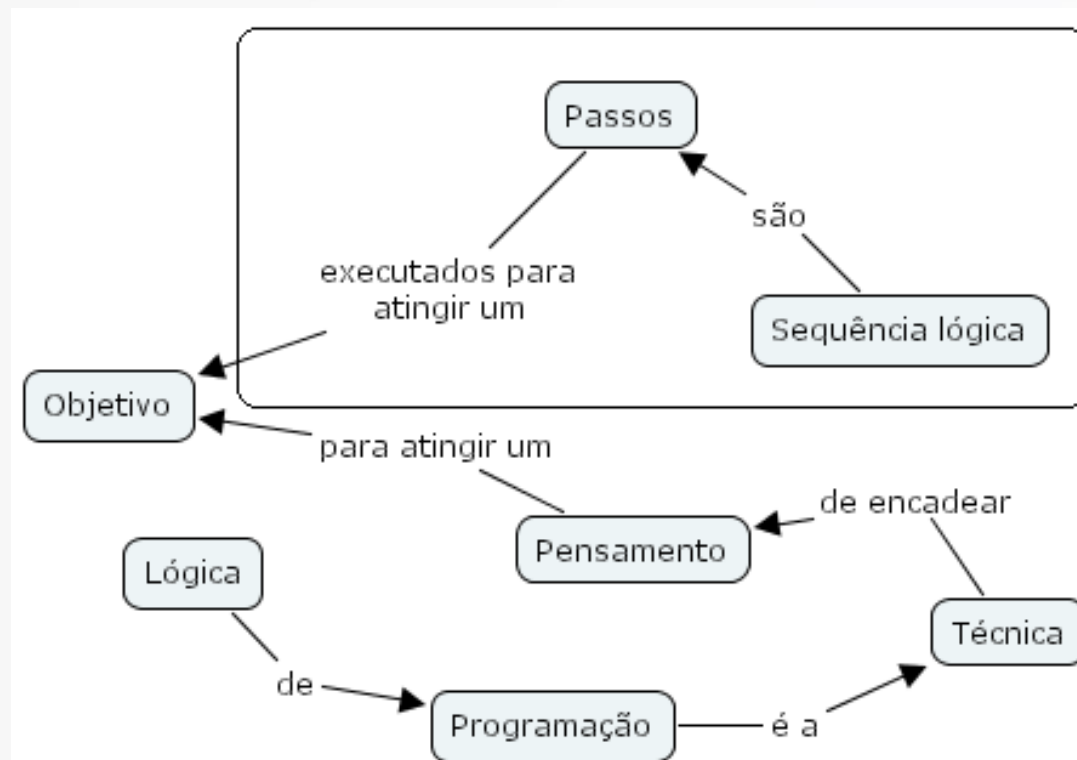 Passos
são
executados para
atingir um
Sequência lógica
Objetivo
para atingir um
de encadear
Pensamento
Lógica
Técnica
de
Programação
é a